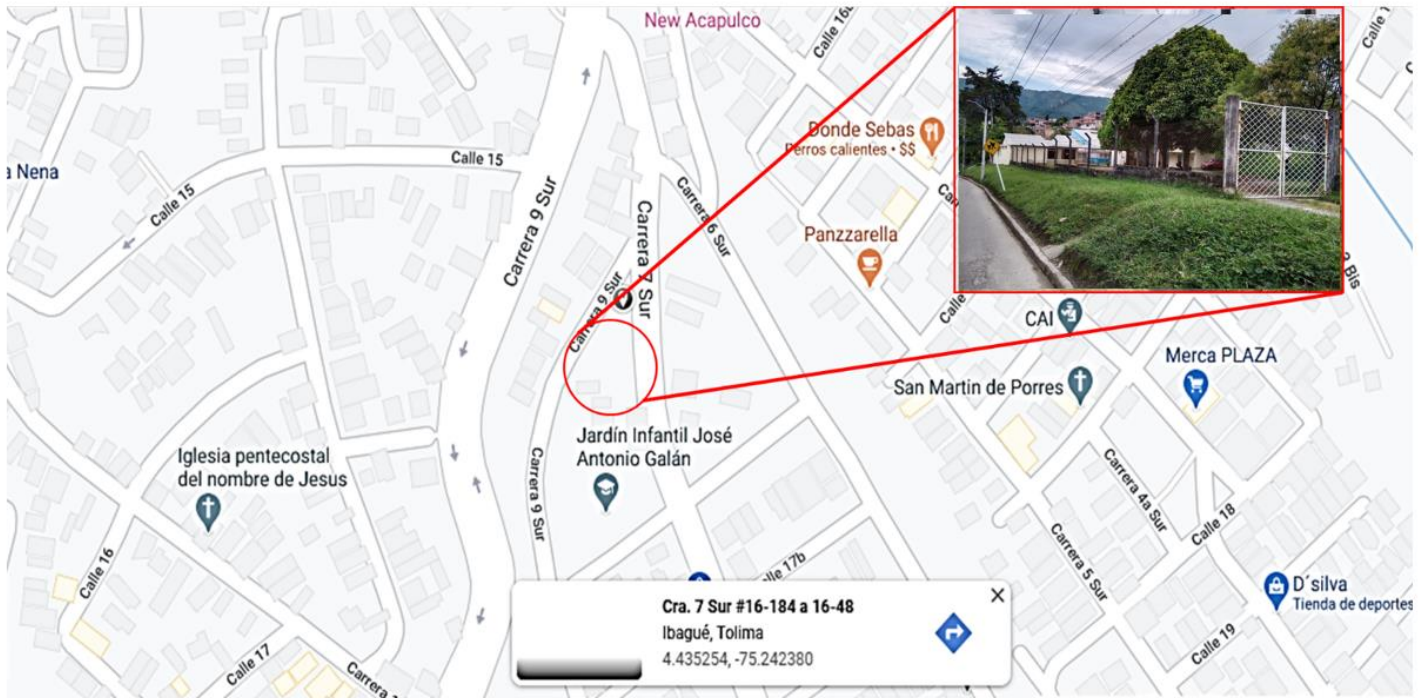 New Acapulco
Calle 15
a Nena
Calle 15
Carrera 9 Sur
Carrera 7 Sur
Carrera 6 Sur
Donde Sebas
Perros calientes • $$
Panzzarella
Carrera 9 Sur
CAI
Merca PLAZA
San Martin de Porres
Jardín Infantil José
Antonio Galán
Iglesia pentecostal
del nombre de Jesus
Carrera 9 Sur
Carrera 4a Sur
Calle 18
Calle 16
Calle 17
Carrera 5 Sur
D´silva
Tienda de deportes
Calle 19
Cra. 7 Sur #16-184 a 16-48
Ibagué, Tolima
4.435254, -75.242380